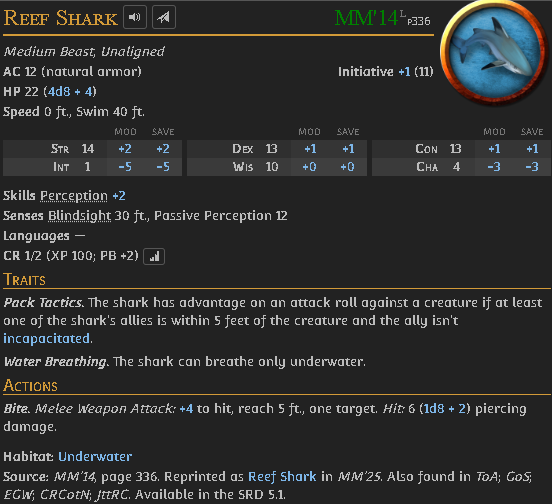 REEF SHARK MM'14 L P336
Medium Beast, Unaligned
AC 12 (natural armor) Initiative +1 (11)
HP 22 (4d8 + 4)
Speed 0 ft., Swim 40 ft.
MOD SAVE MOD SAVE MOD SAVE
STR 14 +2 +2 DEX 13 +1 +1 CON 13 +1 +1
INT 1 −5 −5 WIS 10 +0 +0 CHA 4 −3 −3
Skills Perception +2
Senses Blindsight 30 ft., Passive Perception 12
Languages —
CR 1/2 (XP 100; PB +2)
TRAITS
Pack Tactics. The shark has advantage on an attack roll against a creature if at least
one of the shark's allies is within 5 feet of the creature and the ally isn't
incapacitated.
Water Breathing. The shark can breathe only underwater.
ACTIONS
Bite. Melee Weapon Attack: +4 to hit, reach 5 ft., one target. Hit: 6 (1d8 + 2) piercing
damage.
Habitat: Underwater
Source: MM'14, page 336. Reprinted as Reef Shark in MM'25. Also found in ToA; GoS;
EGW; CRCotN; JttRC. Available in the SRD 5.1.